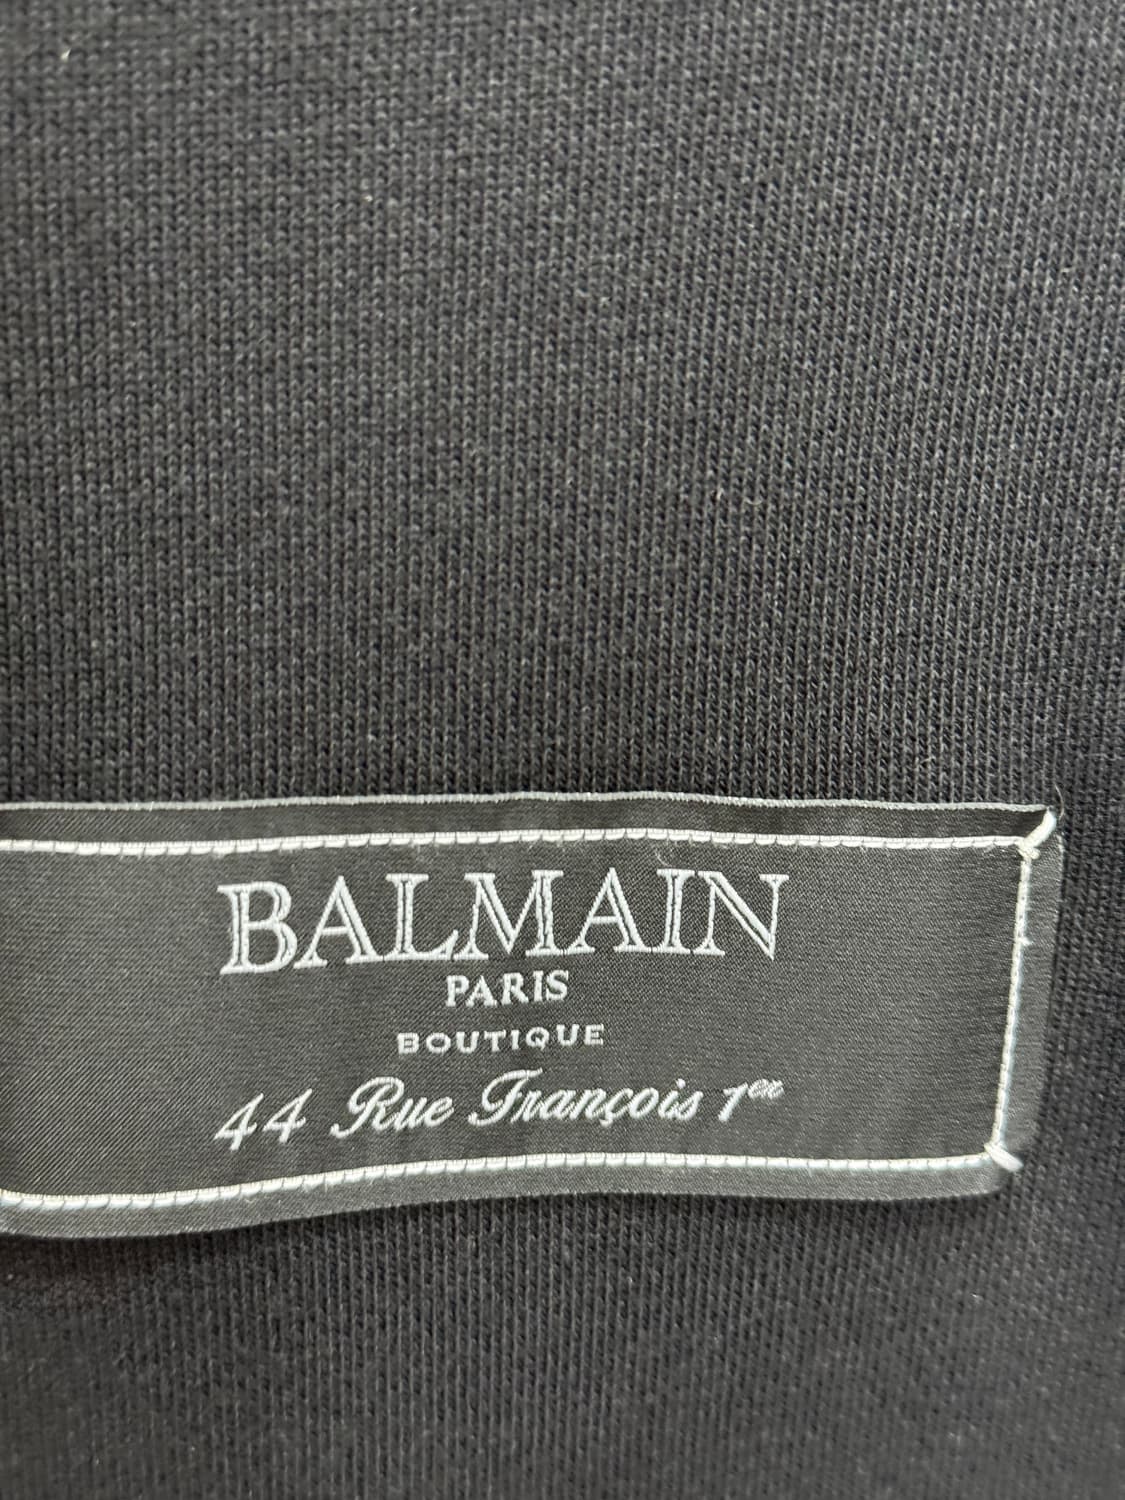 BALMAIN
PARIS
BOUTIQUE
44 Rue François 1er